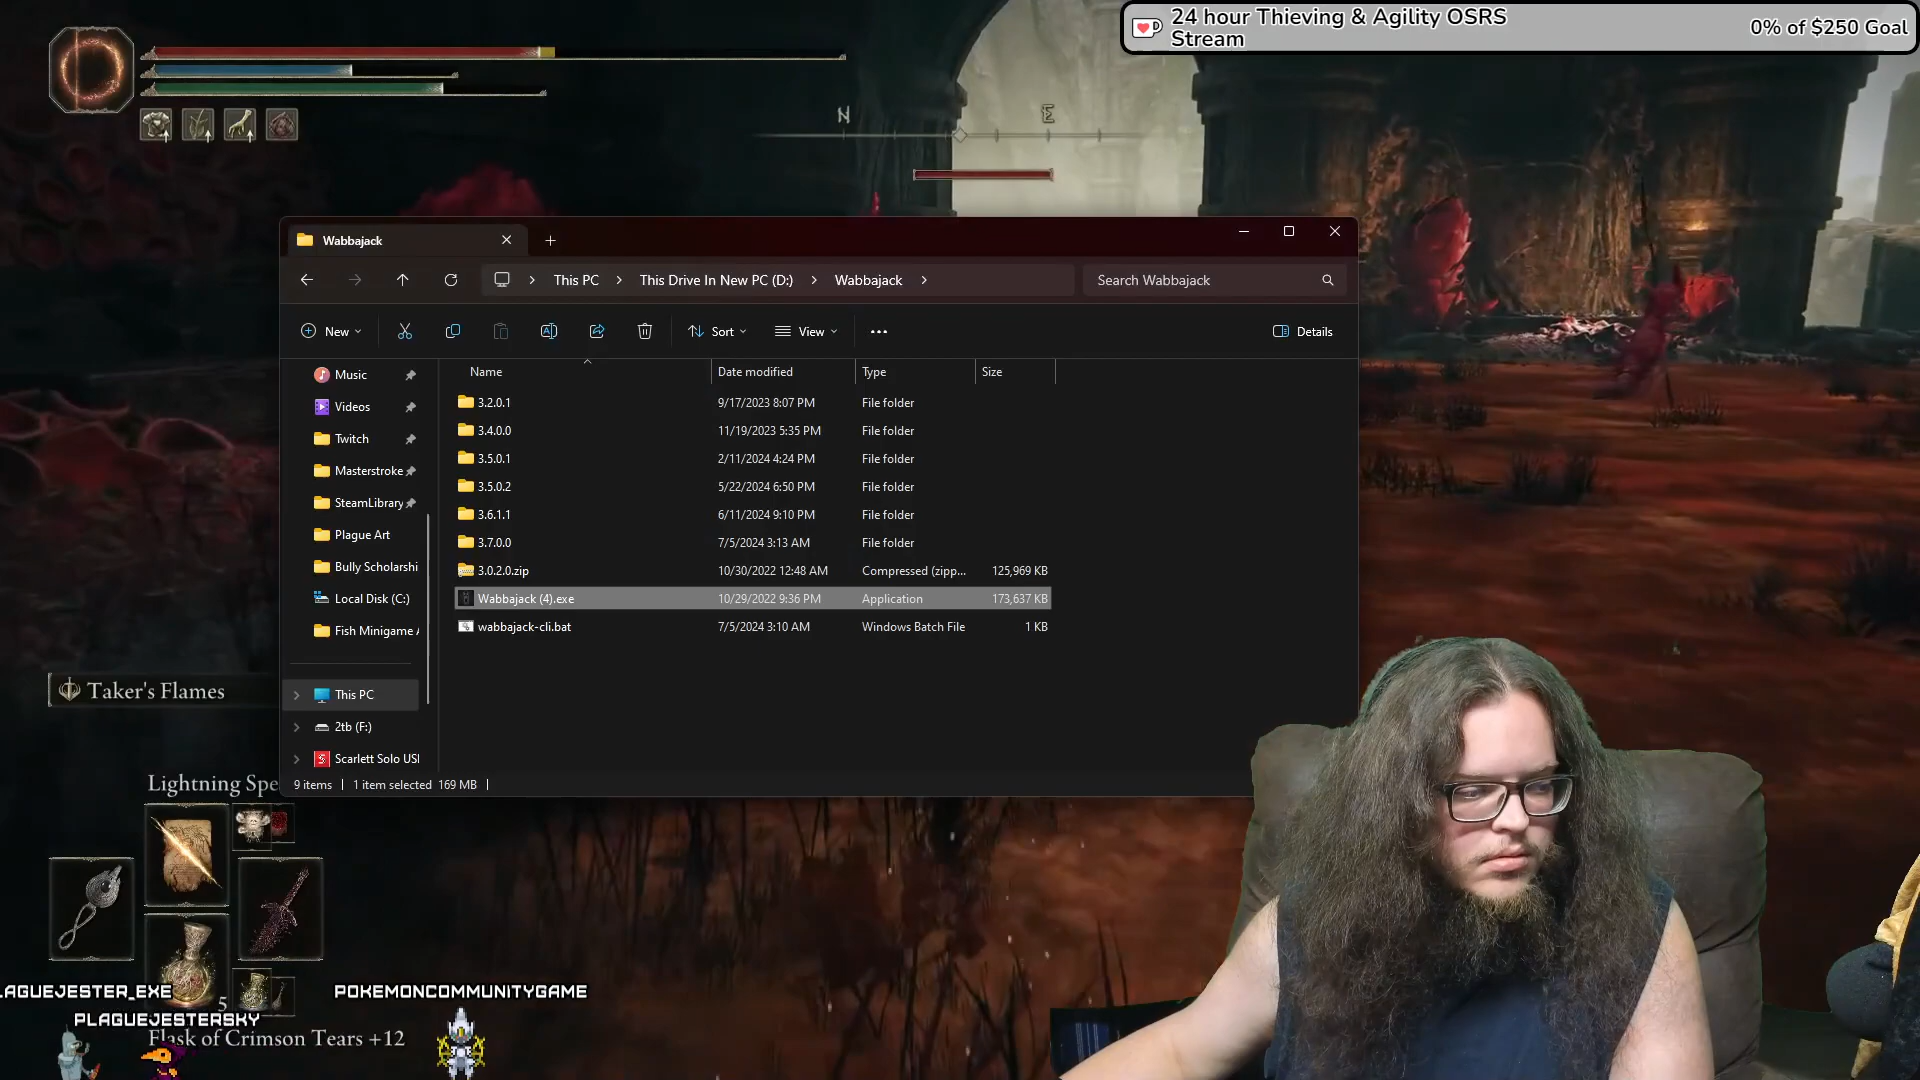 24 hour Thieving & Agility OSRS
Stream
0% of $250 Goal
N
E
Wabbajack
This PC
This Drive In New PC (D:)
Wabbajack
Search Wabbajack
New
Sort
View
Details
Name
Date modified
Type
Size
Music
Videos
Twitch
Masterstroke
SteamLibrary
Plague Art
Bully Scholarshi
Local Disk (C:)
Fish Minigame
This PC
2tb (F:)
Scarlett Solo US
3.2.0.1 9/17/2023 8:07 PM File folder
3.4.0.0 11/19/2023 5:35 PM File folder
3.5.0.1 2/11/2024 4:24 PM File folder
3.5.0.2 5/22/2024 6:50 PM File folder
3.6.1.1 6/11/2024 9:10 PM File folder
3.7.0.0 7/5/2024 3:13 AM File folder
3.0.2.0.zip 10/30/2022 12:48 AM Compressed (zipp... 125,969 KB
Wabbajack (4).exe 10/29/2022 9:36 PM Application 173,637 KB
wabbajack-cli.bat 7/5/2024 3:10 AM Windows Batch File 1 KB
9 items
1 item selected 169 MB
Taker's Flames
Lightning Spe
5
LAGUEJESTER_EXE
PLAGUEJESTERSKY
POKEMONCOMMUNITYGAME
Flask of Crimson Tears +12